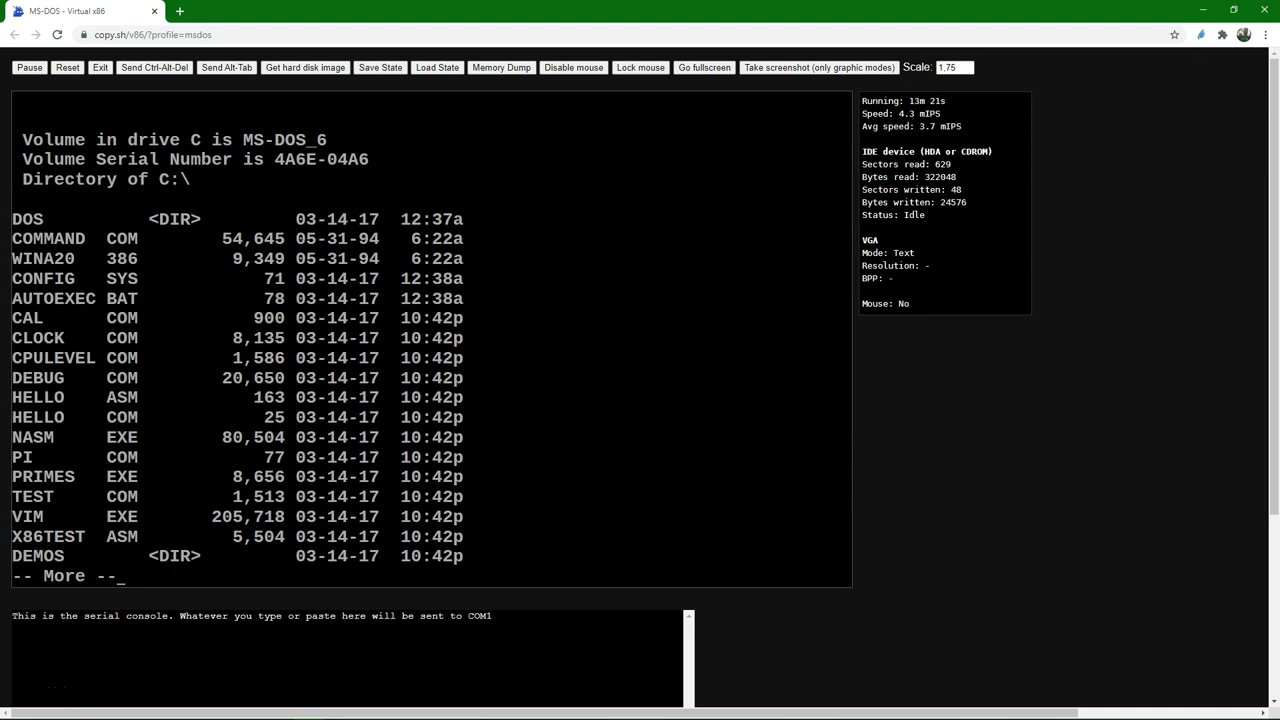 MS-DOS - Virtual x86
copy.sh/v86/?profile=msdos
Pause Reset Exit Send Ctrl-Alt-Del Send Alt-Tab Get hard disk image Save State Load State Memory Dump Disable mouse Lock mouse Go fullscreen Take screenshot (only graphic modes) Scale: 1,75
Volume in drive C is MS-DOS_6
Volume Serial Number is 4A6E-04A6
Directory of C:\
DOS <DIR> 03-14-17 12:37a
COMMAND COM 54,645 05-31-94 6:22a
WINA20 386 9,349 05-31-94 6:22a
CONFIG SYS 71 03-14-17 12:38a
AUTOEXEC BAT 78 03-14-17 12:38a
CAL COM 900 03-14-17 10:42p
CLOCK COM 8,135 03-14-17 10:42p
CPULEVEL COM 1,586 03-14-17 10:42p
DEBUG COM 20,650 03-14-17 10:42p
HELLO ASM 163 03-14-17 10:42p
HELLO COM 25 03-14-17 10:42p
NASM EXE 80,504 03-14-17 10:42p
PI COM 77 03-14-17 10:42p
PRIMES EXE 8,656 03-14-17 10:42p
TEST COM 1,513 03-14-17 10:42p
VIM EXE 205,718 03-14-17 10:42p
X86TEST ASM 5,504 03-14-17 10:42p
DEMOS <DIR> 03-14-17 10:42p
-- More --_
Running: 13m 21s
Speed: 4.3 mIPS
Avg speed: 3.7 mIPS
IDE device (HDA or CDROM)
Sectors read: 629
Bytes read: 322048
Sectors written: 48
Bytes written: 24576
Status: Idle
VGA
Mode: Text
Resolution: -
BPP: -
Mouse: No
This is the serial console. Whatever you type or paste here will be sent to COM1